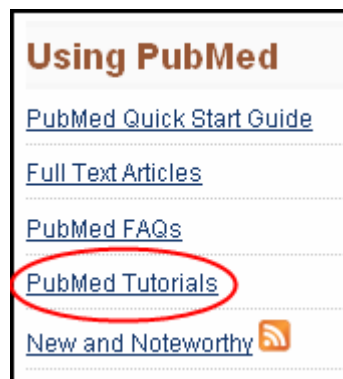 Using PubMed
PubMed Quick Start Guide
Full Text Articles
PubMed FAQs
PubMed Tutorials
New and Noteworthy